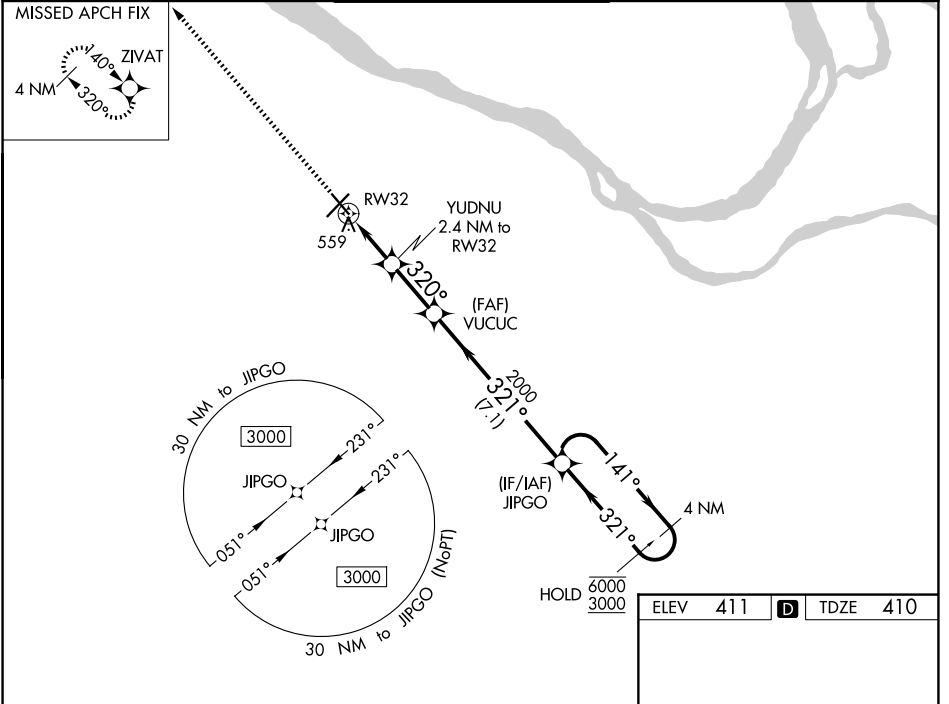 MISSED APCH FIX
ZIVAT
140°
4 NM
320°
RW32
559
YUDNU
2.4 NM to
RW32
320°
(FAF)
VUCUC
2000
321°
(7.1)
30 NM to JIPGO
3000
231°
JIPGO
051°
231°
JIPGO
051°
3000
30 NM to JIPGO (NoPT)
(IF/IAF)
JIPGO
141°
321°
4 NM
HOLD
6000
3000
ELEV 411 D TDZE 410